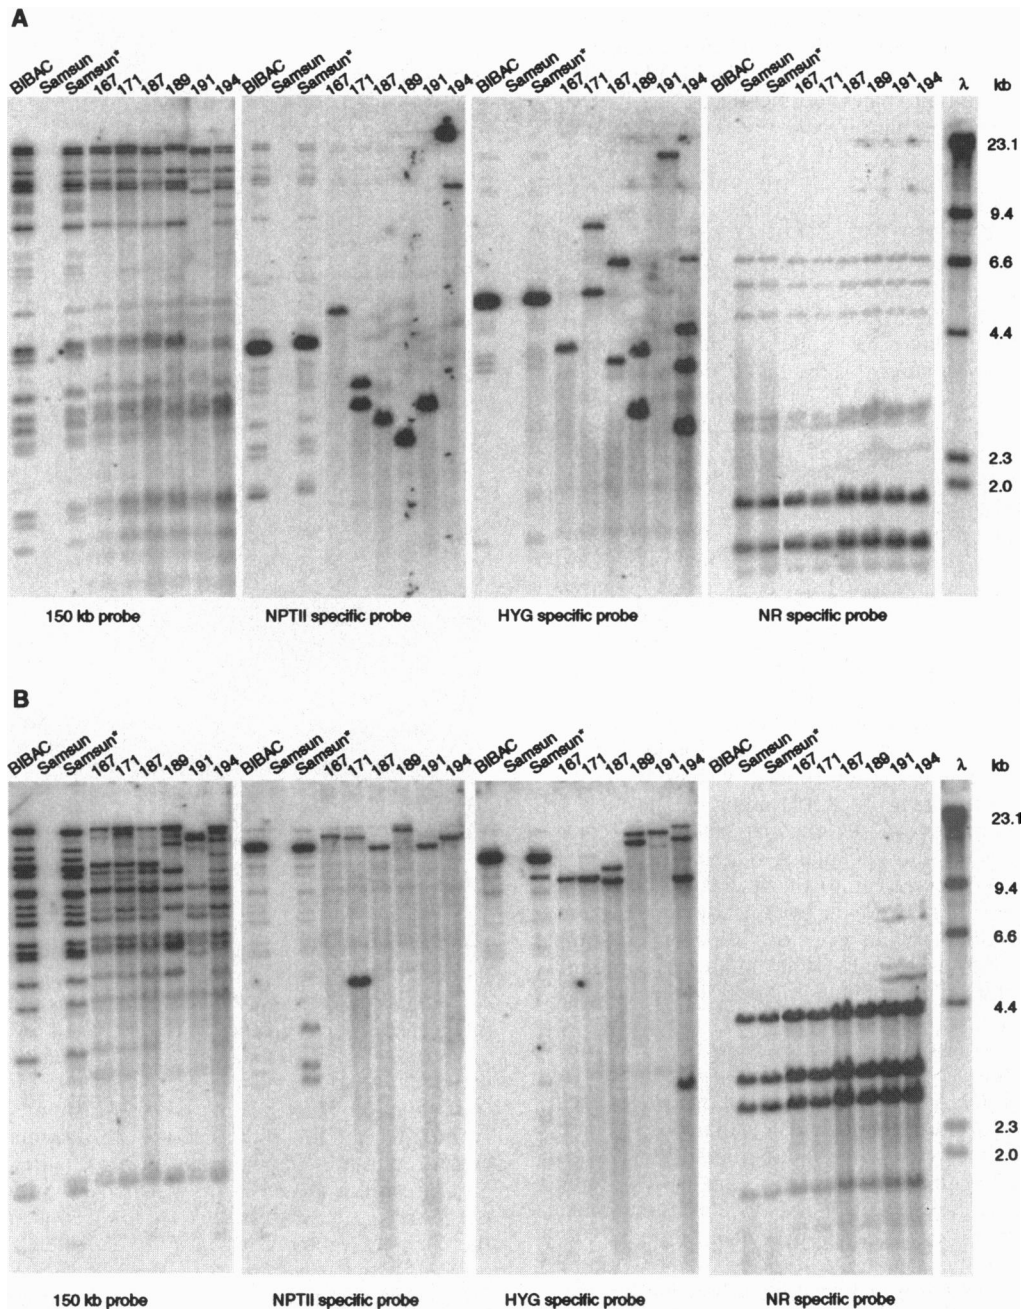 A
BIBAC Samsun Samsun* 167 171 187 189 191 194 BIBAC Samsun Samsun* 167 171 187 189 191 194 BIBAC Samsun Samsun* 167 171 187 189 191 194 BIBAC Samsun Samsun* 167 171 187 189 191 194 λ kb
23.1
9.4
6.6
4.4
2.3
2.0
150 kb probe NPTII specific probe HYG specific probe NR specific probe
B
BIBAC Samsun Samsun* 167 171 187 189 191 194 BIBAC Samsun Samsun* 167 171 187 189 191 194 BIBAC Samsun Samsun* 167 171 187 189 191 194 BIBAC Samsun Samsun* 167 171 187 189 191 194 λ kb
23.1
9.4
6.6
4.4
2.3
2.0
150 kb probe NPTII specific probe HYG specific probe NR specific probe